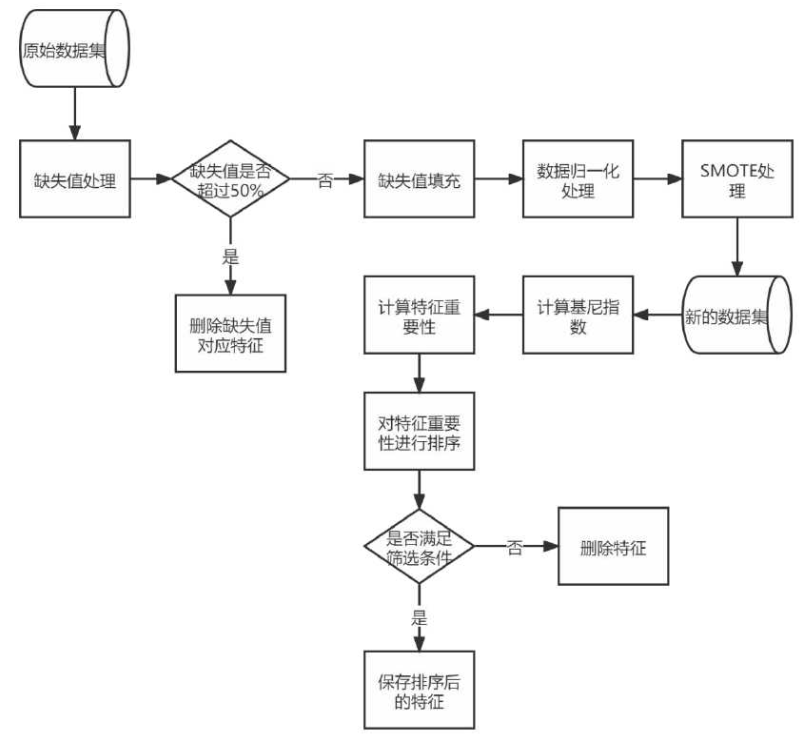 原始数据集
缺失值处理
缺失值是否
超过50%
否
缺失值填充
数据归一化
处理
SMOTE处
理
是
删除缺失值
对应特征
计算特征重
要性
计算基尼指
数
新的数据集
对特征重要
性进行排序
是否满足
筛选条件
否
删除特征
是
保存排序后
的特征